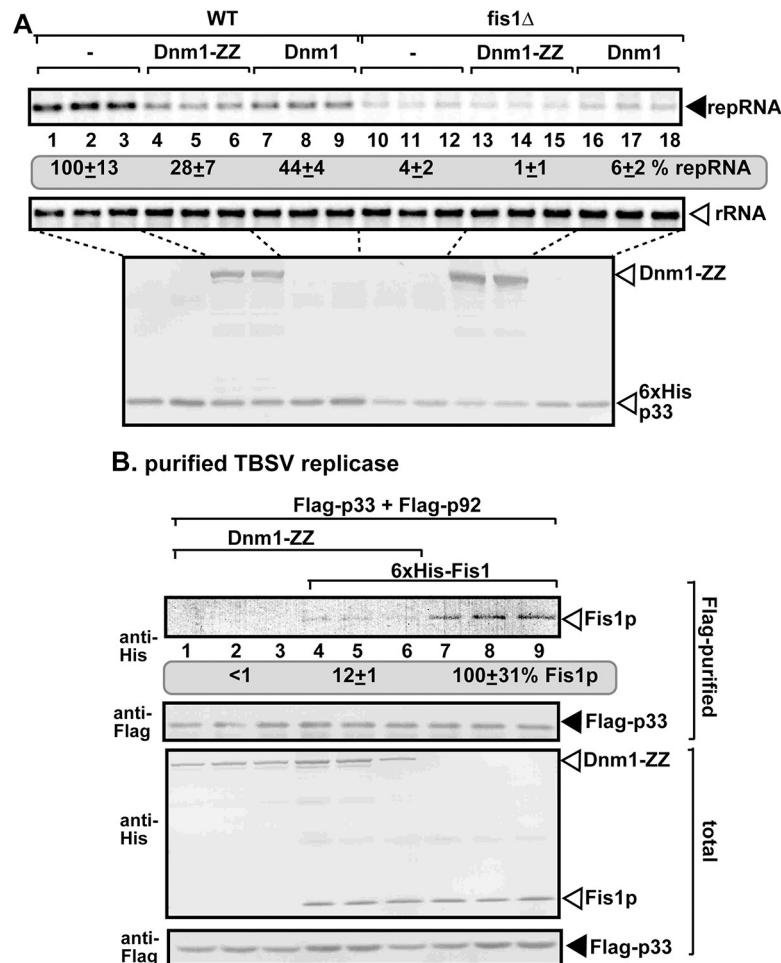 A
WT fis1Δ
- Dnm1-ZZ Dnm1 - Dnm1-ZZ Dnm1
repRNA
1 2 3 4 5 6 7 8 9 10 11 12 13 14 15 16 17 18
100±13 28±7 44±4 4±2 1±1 6±2 % repRNA
rRNA
Dnm1-ZZ
6xHis
p33
B. purified TBSV replicase
Flag-p33 + Flag-p92
Dnm1-ZZ
6xHis-Fis1
Fis1p
anti-
His
1 2 3 4 5 6 7 8 9
<1 12±1 100±31% Fis1p
anti-
Flag
Flag-p33
Flag-purified
Dnm1-ZZ
anti-
His
Fis1p
anti-
Flag
Flag-p33
total